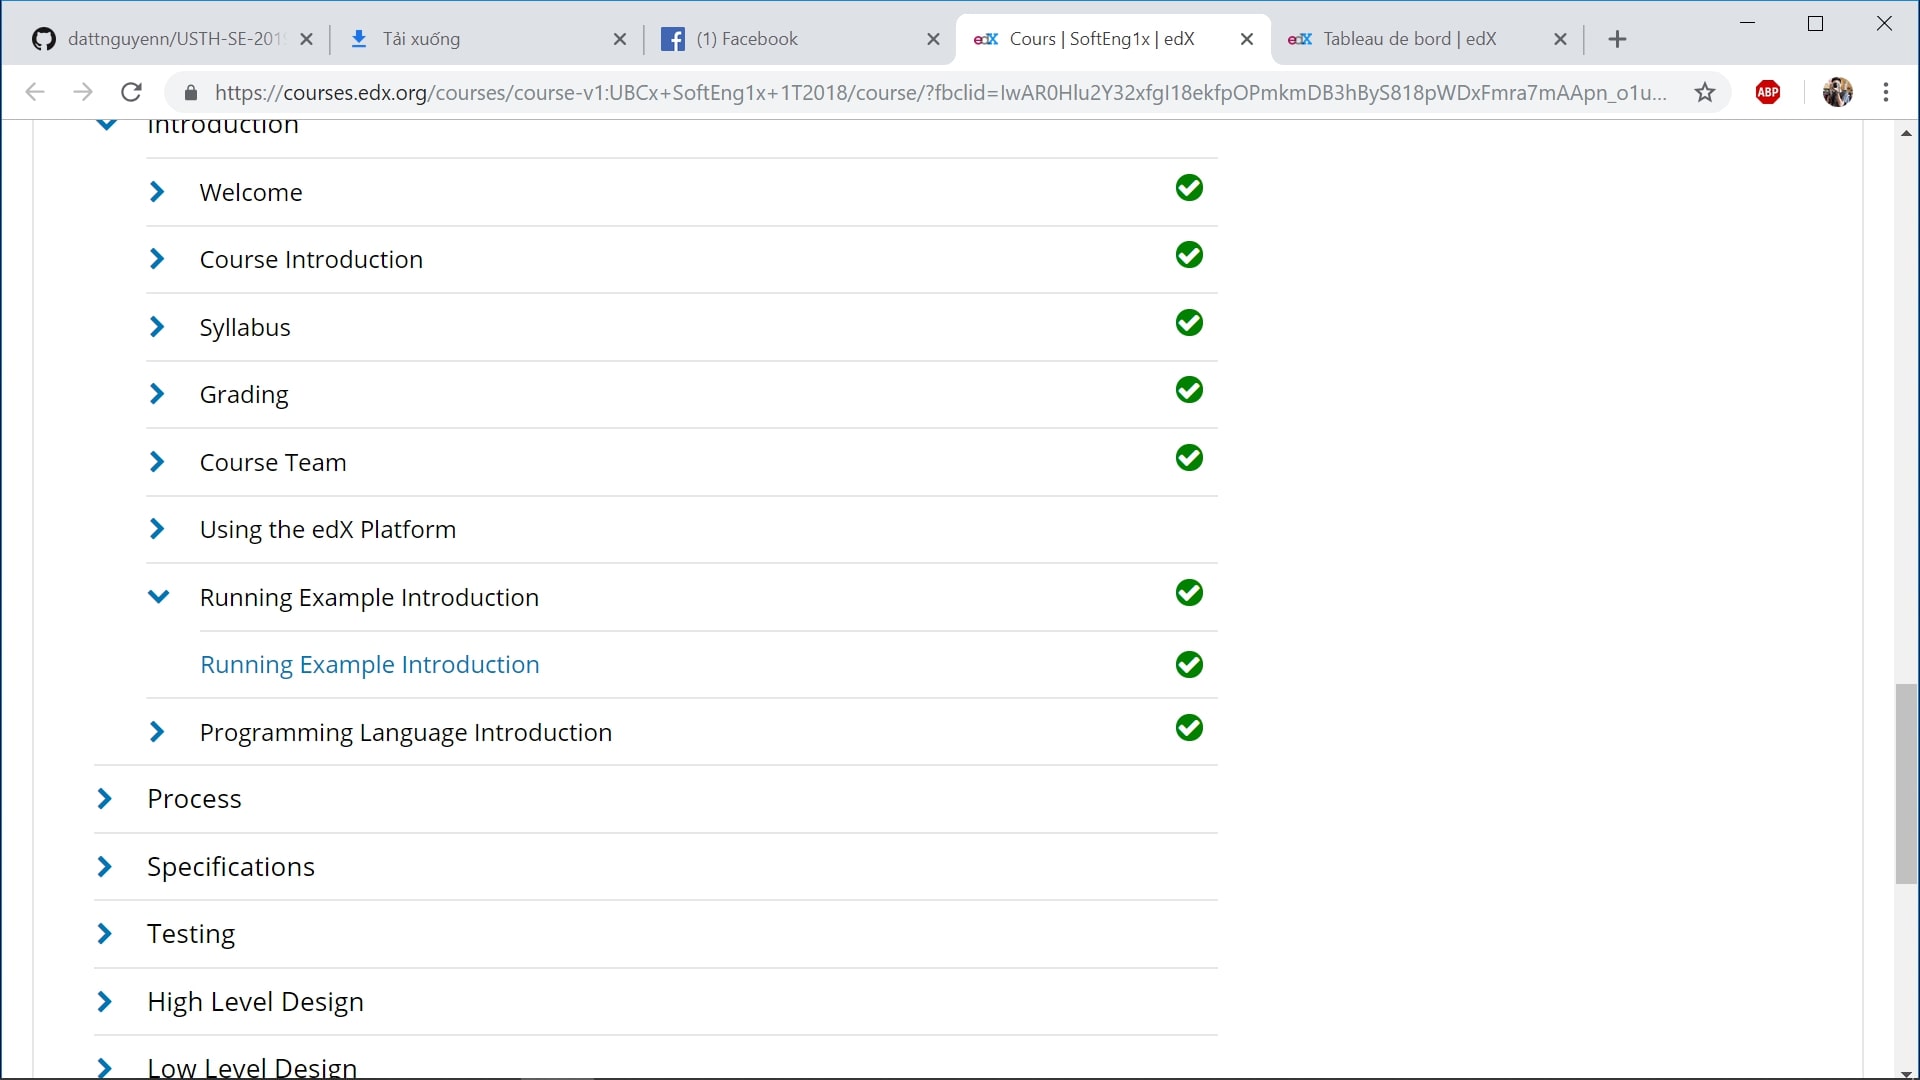 dattnguyenn/USTH-SE-201
Tải xuống
(1) Facebook
edX Cours | SoftEng1x | edX
edX Tableau de bord | edX
https://courses.edx.org/courses/course-v1:UBCx+SoftEng1x+1T2018/course/?fbclid=IwAR0Hlu2Y32xfgI18ekfpOPmkmDB3hByS818pWDxFmra7mAApn_o1u...
ABP
Introduction
Welcome
Course Introduction
Syllabus
Grading
Course Team
Using the edX Platform
Running Example Introduction
Running Example Introduction
Programming Language Introduction
Process
Specifications
Testing
High Level Design
Low Level Design